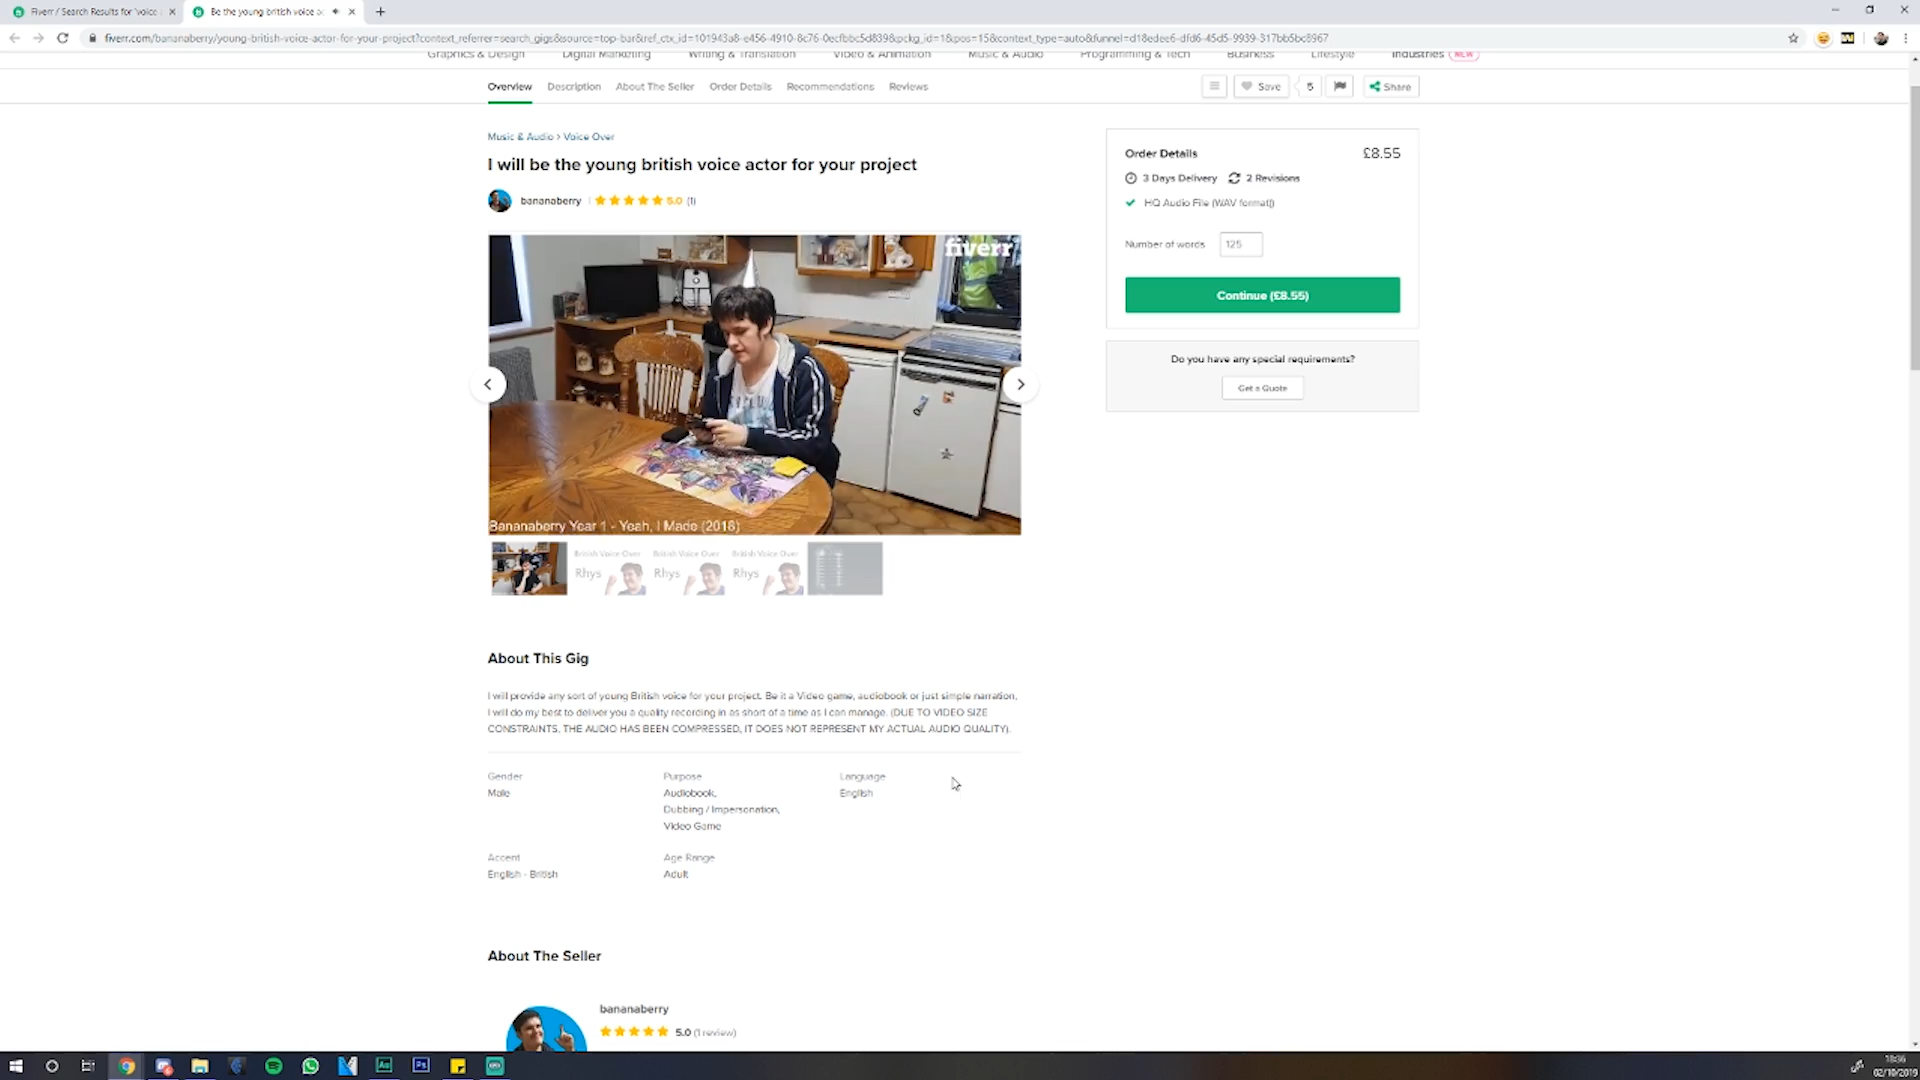 Fiverr / Search Results for 'voice
Be the young british voice ac
fiverr.com/bananaberry/young-british-voice-actor-for-your-project?context_referrer=search_gigs&source=top-bar&ref_ctx_id=101943a8-e456-4910-8c76-0ecfbbc5d839&pckg_id=1&pos=15&context_type=auto&funnel=d18edee6-dfd6-45d5-9939-317bb5bc8967
Graphics & Design Digital Marketing Writing & Translation Video & Animation Music & Audio Programming & Tech Business Lifestyle Industries NEW
Overview Description About The Seller Order Details Recommendations Reviews Save 5 Share
Music & Audio › Voice Over
I will be the young british voice actor for your project
bananaberry 5.0 (1)
fiverr
Bananaberry Year 1 - Yeah, I Made (2018)
British Voice Over
Rhys
British Voice Over
Rhys
British Voice Over
Rhys
Order Details £8.55
3 Days Delivery 2 Revisions
HQ Audio File (WAV format))
Number of words 125
Continue (£8.55)
Do you have any special requirements?
Get a Quote
About This Gig
I will provide any sort of young British voice for your project. Be it a Video game, audiobook or just simple narration,
I will do my best to deliver you a quality recording in as short of a time as I can manage. (DUE TO VIDEO SIZE
CONSTRAINTS, THE AUDIO HAS BEEN COMPRESSED, IT DOES NOT REPRESENT MY ACTUAL AUDIO QUALITY).
Gender Purpose Language
Male Audiobook, English
Dubbing / Impersonation,
Video Game
Accent Age Range
English - British Adult
About The Seller
bananaberry
5.0 (1 review)
Au
Ps
18:36
02/10/2019